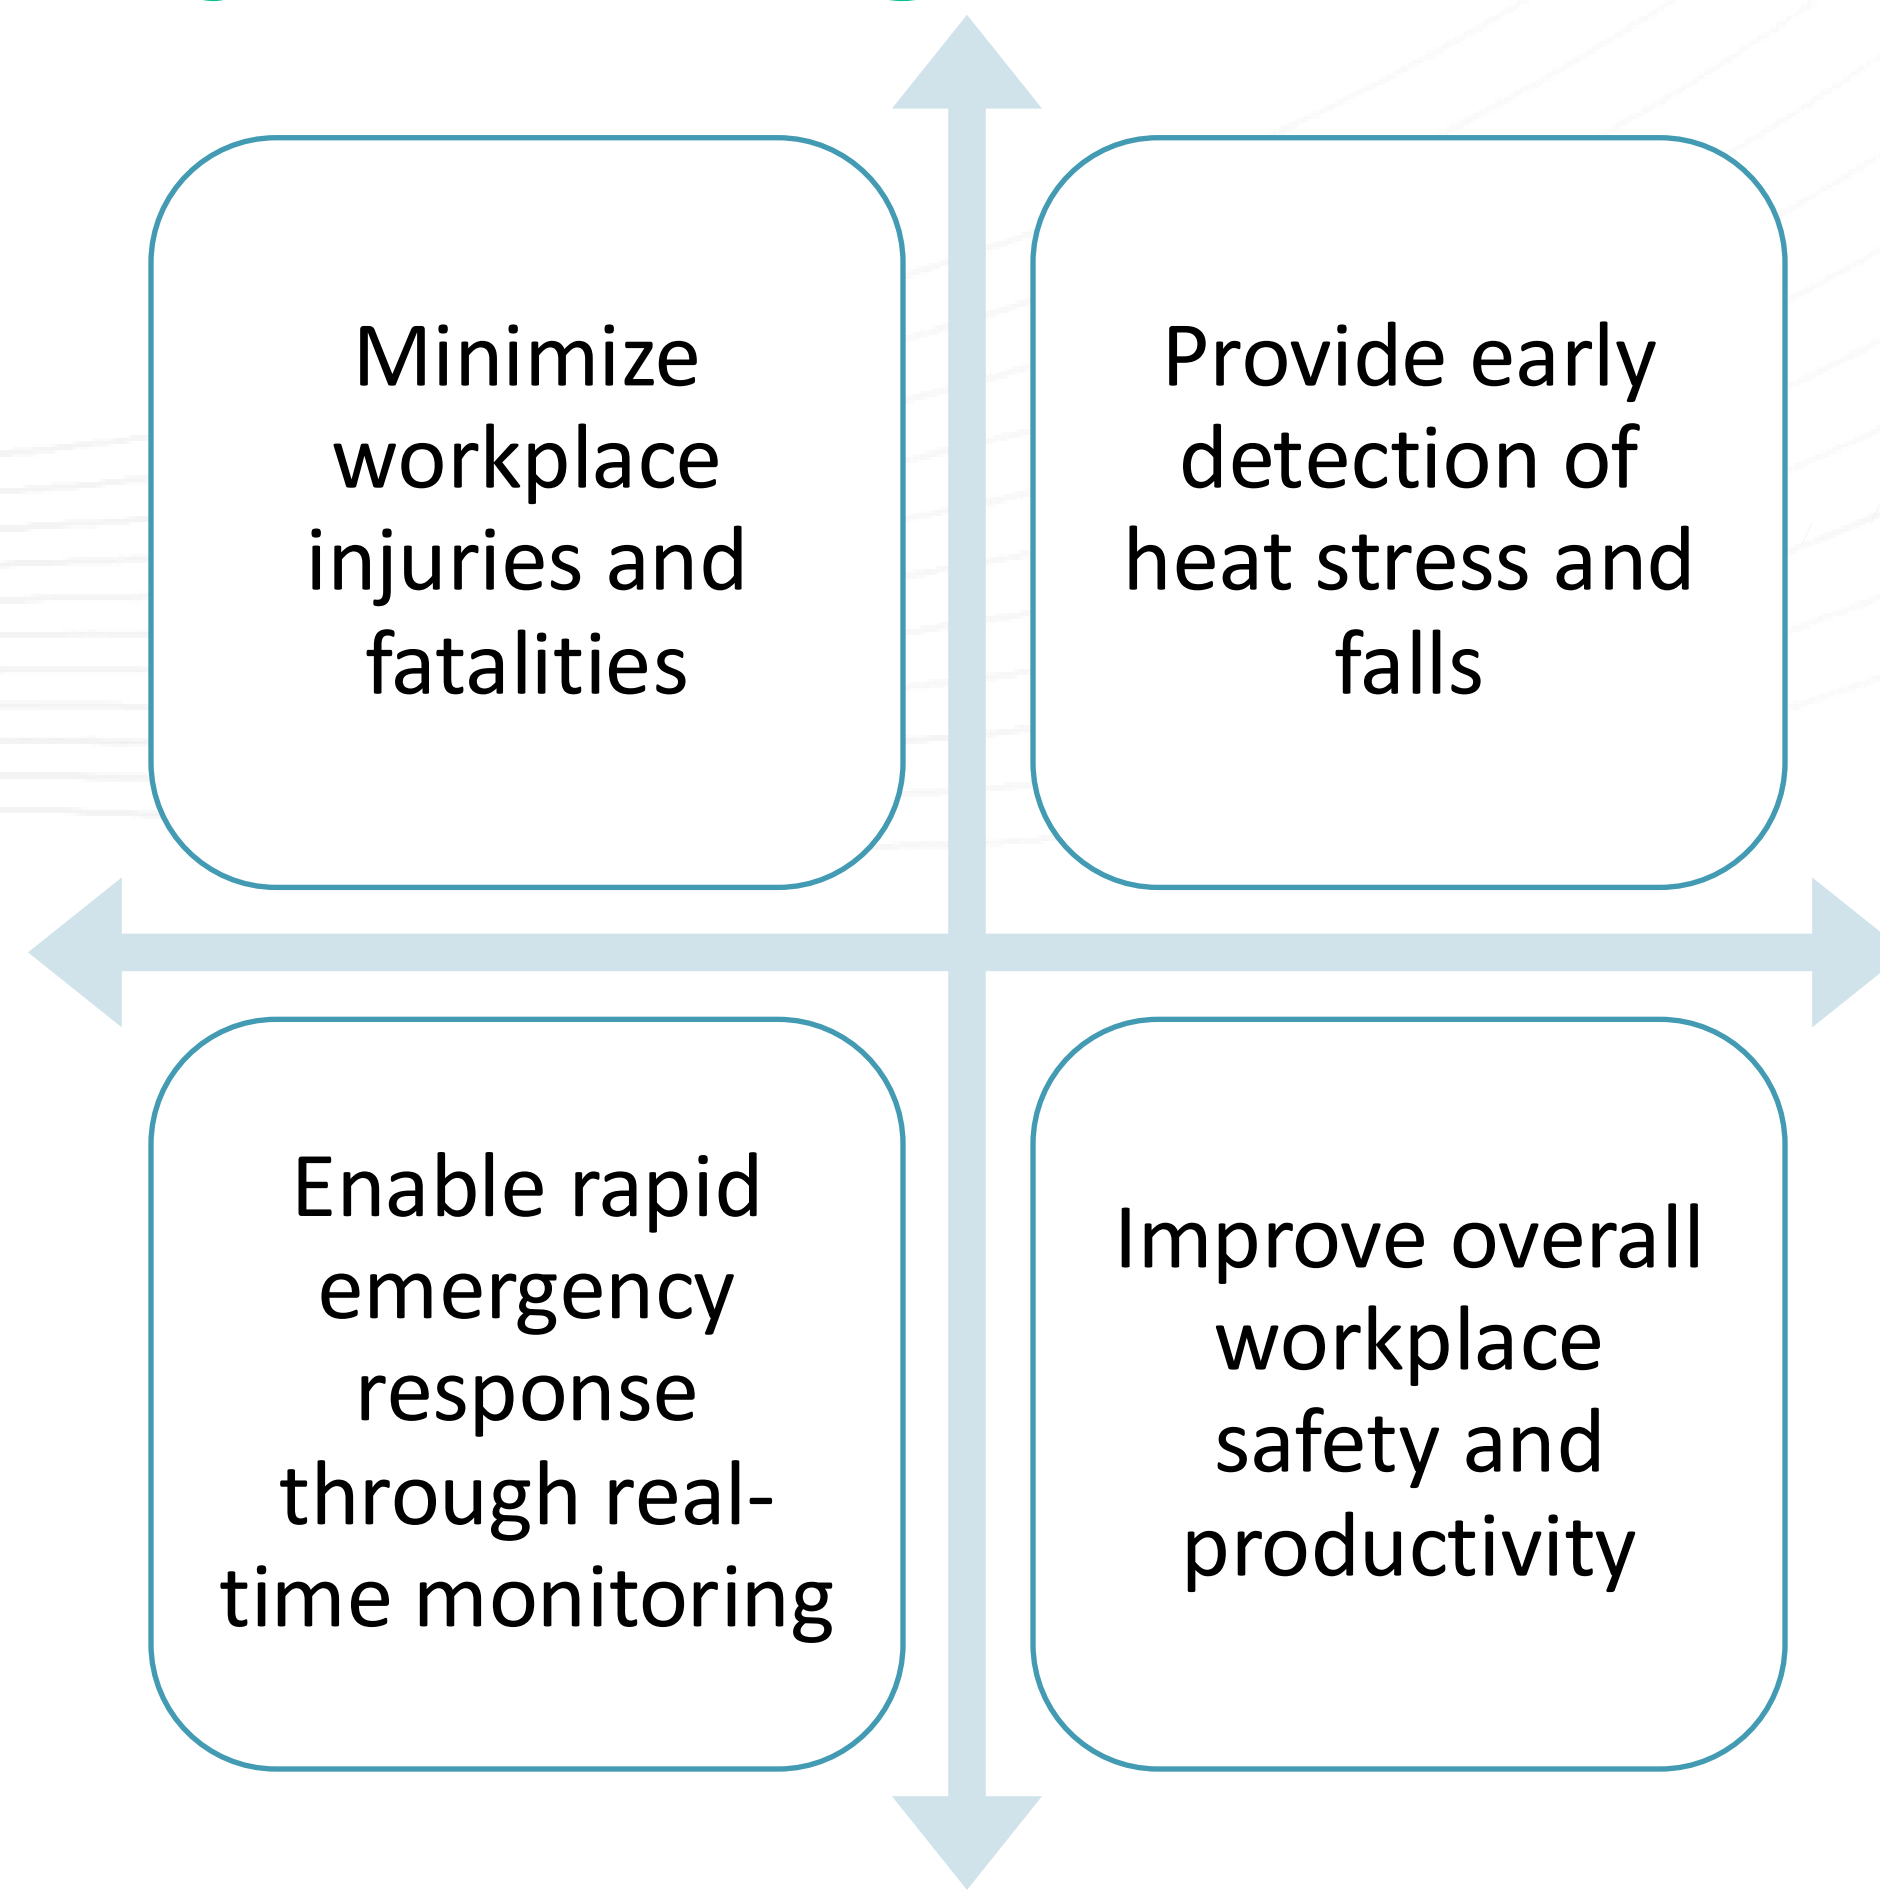 Minimize
workplace
injuries and
fatalities
Provide early
detection of
heat stress and
falls
Enable rapid
emergency
response
through real-
time monitoring
Improve overall
workplace
safety and
productivity